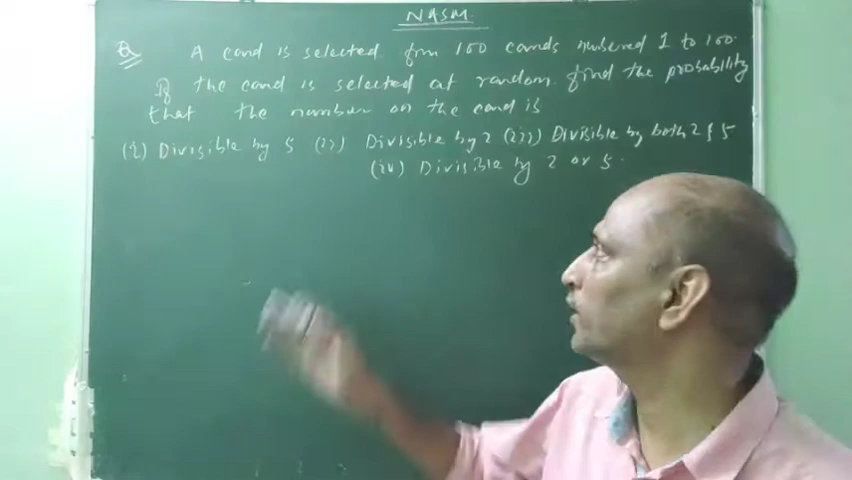 NASM
Q A card is selected from 100 cards numbered 1 to 100.
If the card is selected at random. find the probability
that the number on the card is
(i) Divisible by 5 (ii) Divisible by 2 (iii) Divisible by both 2 & 5
(iv) Divisible by 2 or 5.